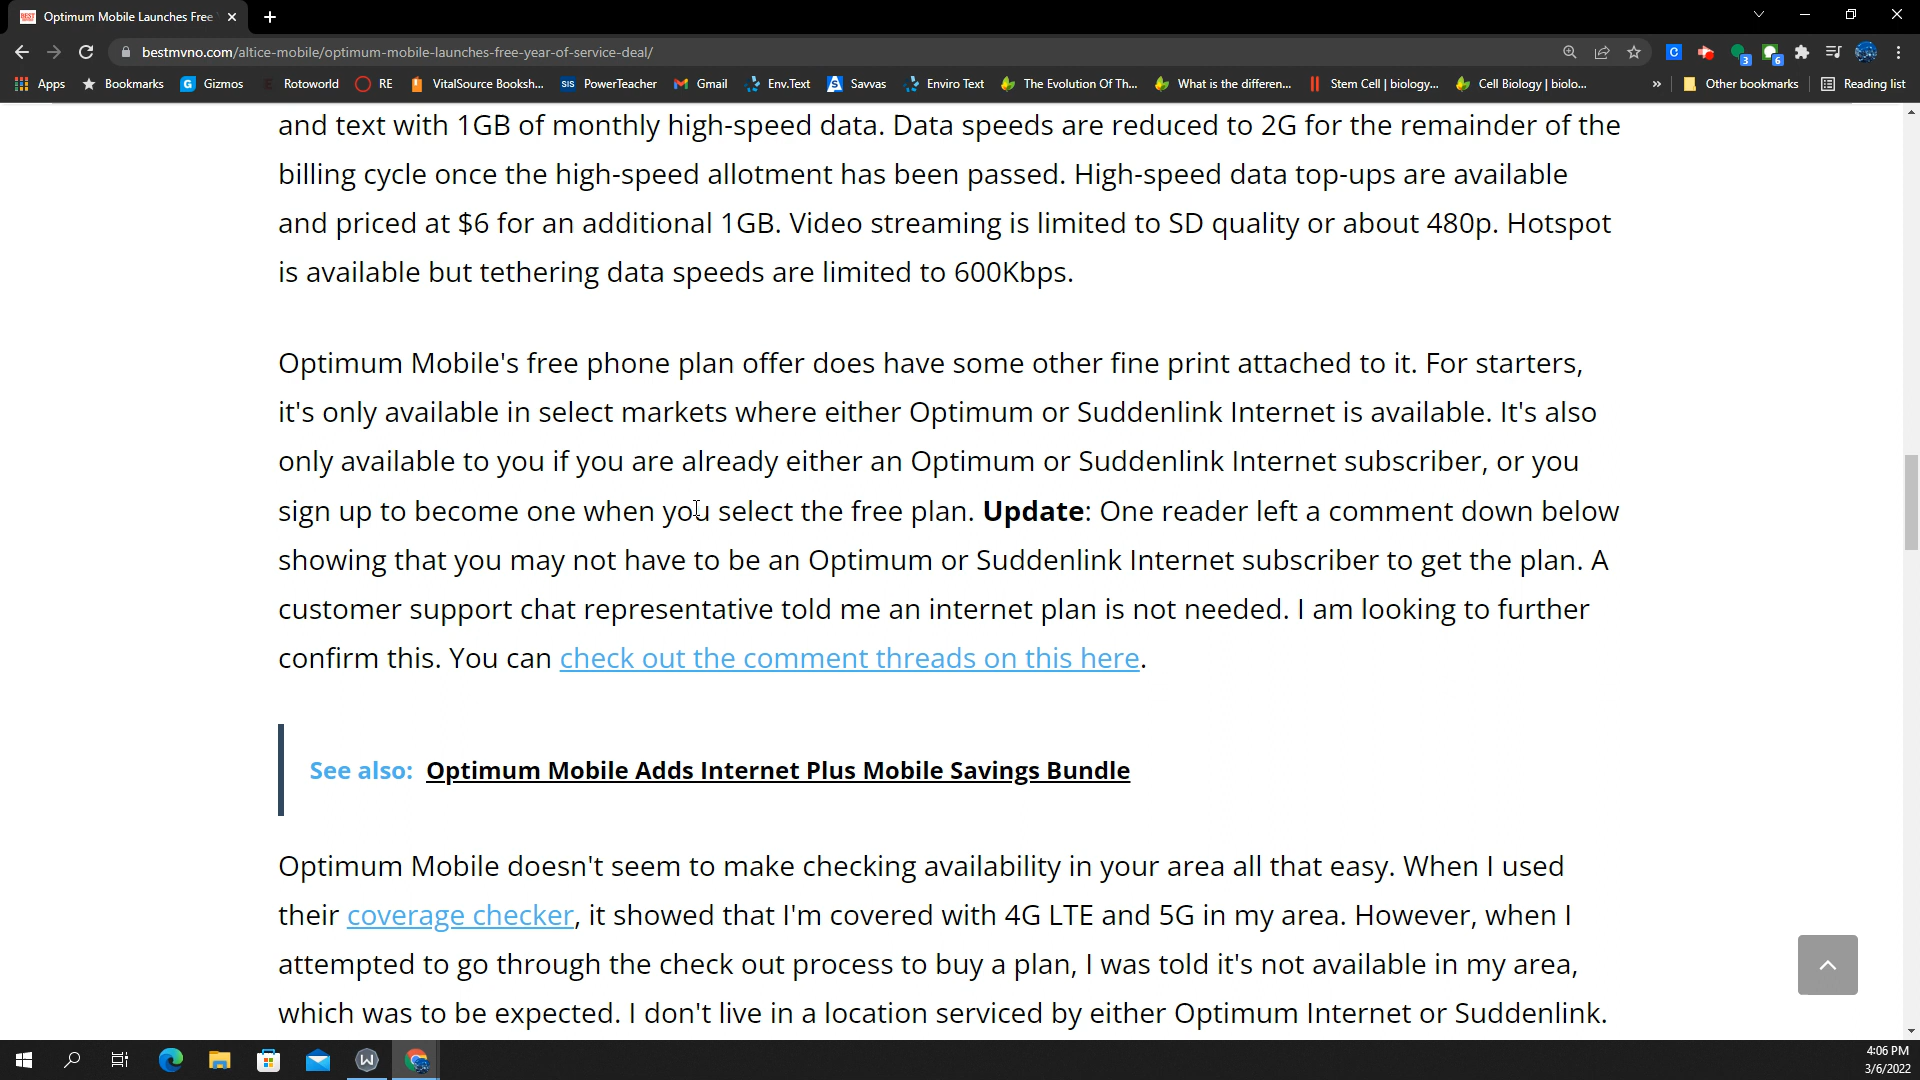 Optimum Mobile Launches Free
bestmvno.com/altice-mobile/optimum-mobile-launches-free-year-of-service-deal/
C
3
6
Apps Bookmarks G Gizmos Rotoworld RE VitalSource Booksh... SIS PowerTeacher Gmail Env.Text S Savvas Enviro Text The Evolution Of Th... What is the differen... Stem Cell | biology... Cell Biology | biolo... » Other bookmarks Reading list
and text with 1GB of monthly high-speed data. Data speeds are reduced to 2G for the remainder of the
billing cycle once the high-speed allotment has been passed. High-speed data top-ups are available
and priced at $6 for an additional 1GB. Video streaming is limited to SD quality or about 480p. Hotspot
is available but tethering data speeds are limited to 600Kbps.
Optimum Mobile's free phone plan offer does have some other fine print attached to it. For starters,
it's only available in select markets where either Optimum or Suddenlink Internet is available. It's also
only available to you if you are already either an Optimum or Suddenlink Internet subscriber, or you
sign up to become one when you select the free plan. Update: One reader left a comment down below
showing that you may not have to be an Optimum or Suddenlink Internet subscriber to get the plan. A
customer support chat representative told me an internet plan is not needed. I am looking to further
confirm this. You can check out the comment threads on this here.
See also: Optimum Mobile Adds Internet Plus Mobile Savings Bundle
Optimum Mobile doesn't seem to make checking availability in your area all that easy. When I used
their coverage checker, it showed that I'm covered with 4G LTE and 5G in my area. However, when I
attempted to go through the check out process to buy a plan, I was told it's not available in my area,
which was to be expected. I don't live in a location serviced by either Optimum Internet or Suddenlink.
W
4:06 PM
3/6/2022